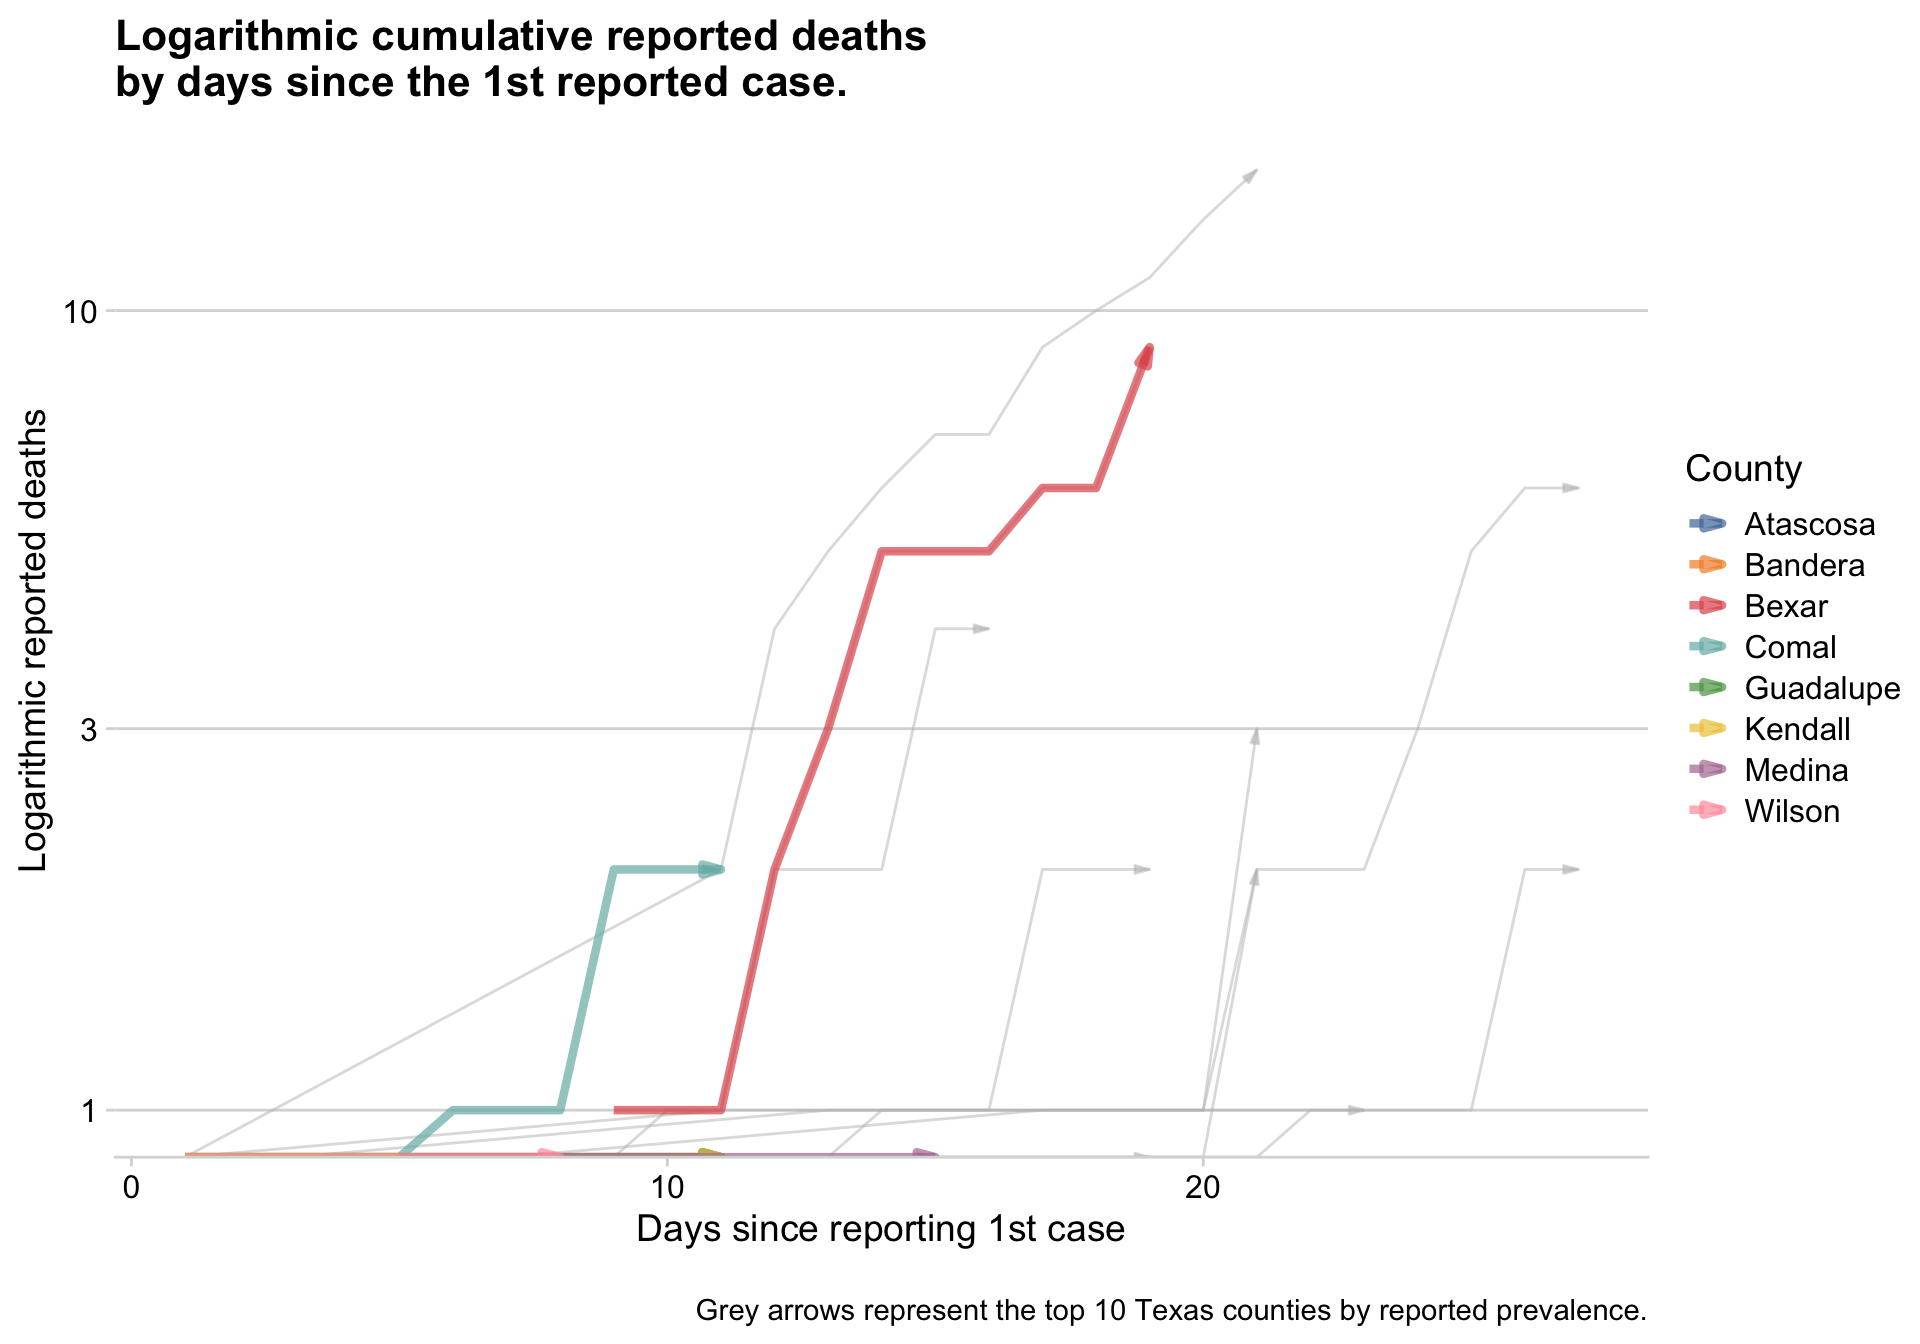 Logarithmic cumulative reported deaths
by days since the 1st reported case.
Logarithmic reported deaths
10
3
1
0
10
20
Days since reporting 1st case
County
Atascosa
Bandera
Bexar
Comal
Guadalupe
Kendall
Medina
Wilson
Grey arrows represent the top 10 Texas counties by reported prevalence.